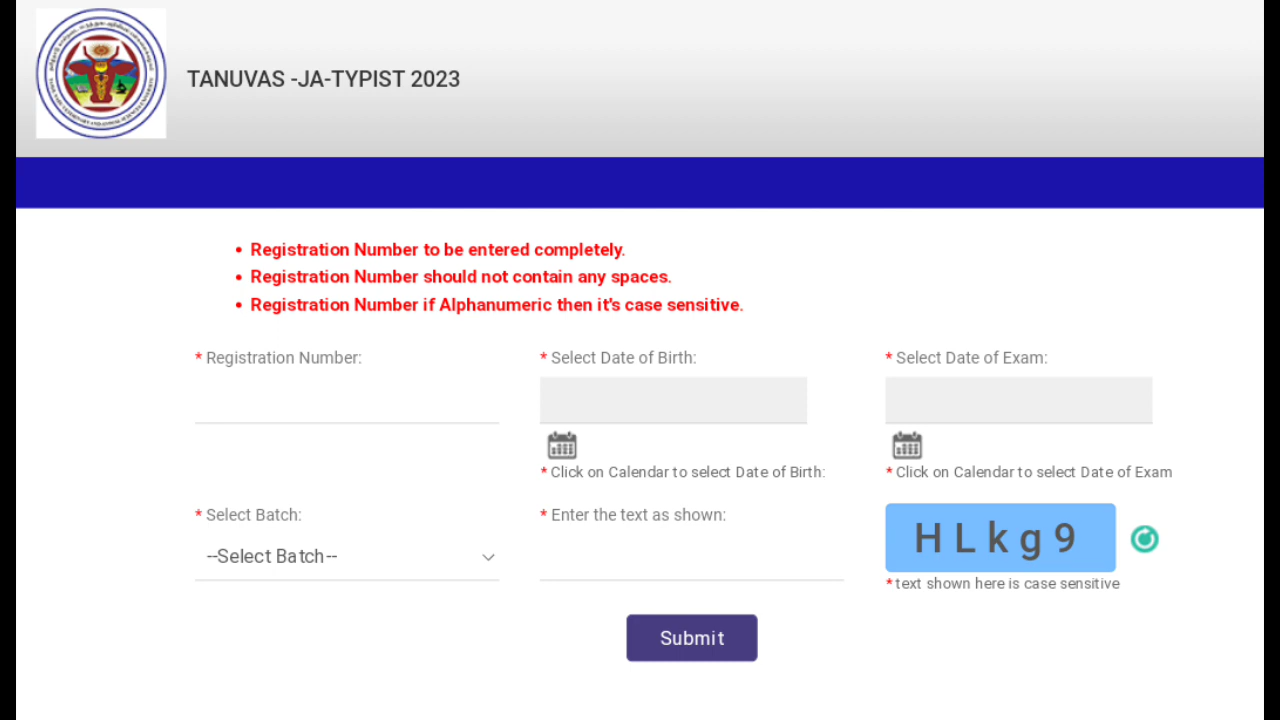 TANUVAS -JA-TYPIST 2023
• Registration Number to be entered completely.
• Registration Number should not contain any spaces.
• Registration Number if Alphanumeric then it's case sensitive.
* Registration Number:
* Select Date of Birth:
* Select Date of Exam:
* Click on Calendar to select Date of Birth:
* Click on Calendar to select Date of Exam
* Select Batch:
* Enter the text as shown:
--Select Batch--
H L k g 9
* text shown here is case sensitive
Submit